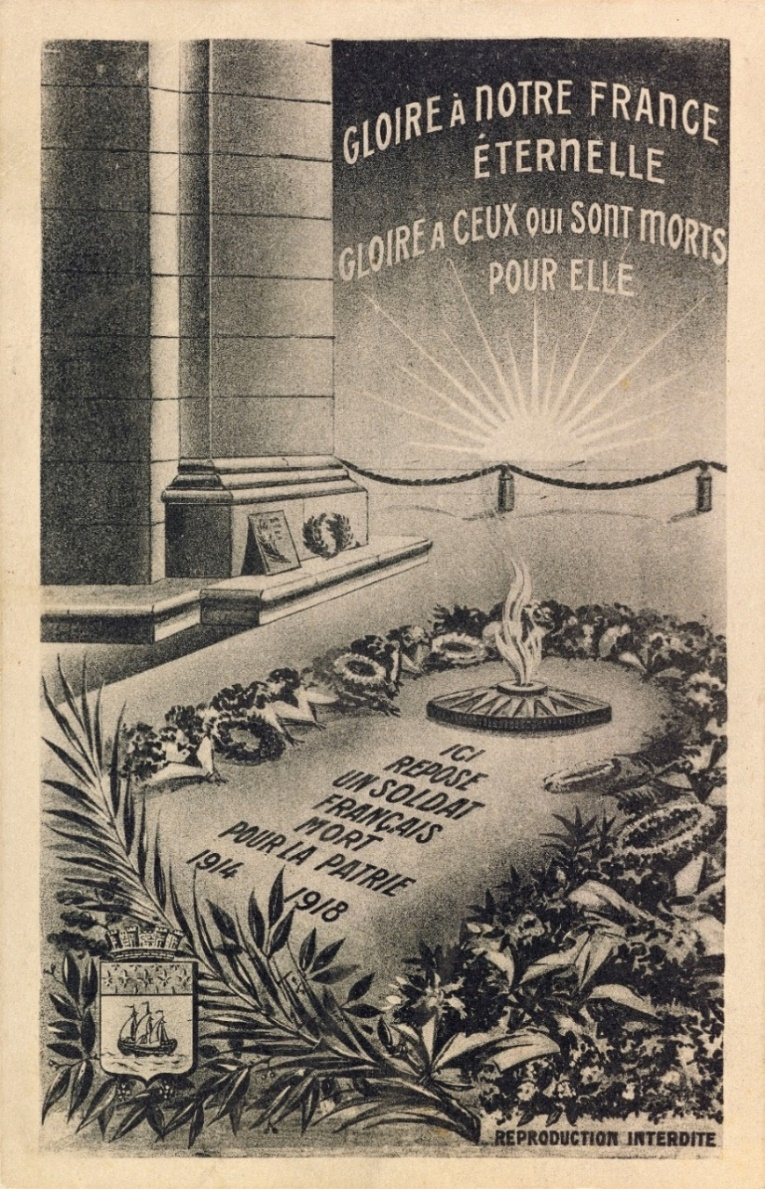 GLOIRE À NOTRE FRANCE
ÉTERNELLE
GLOIRE A CEUX QUI SONT MORTS
POUR ELLE
ICI
REPOSE
UN SOLDAT
FRANÇAIS
MORT
POUR LA PATRIE
1914 1918
REPRODUCTION INTERDITE